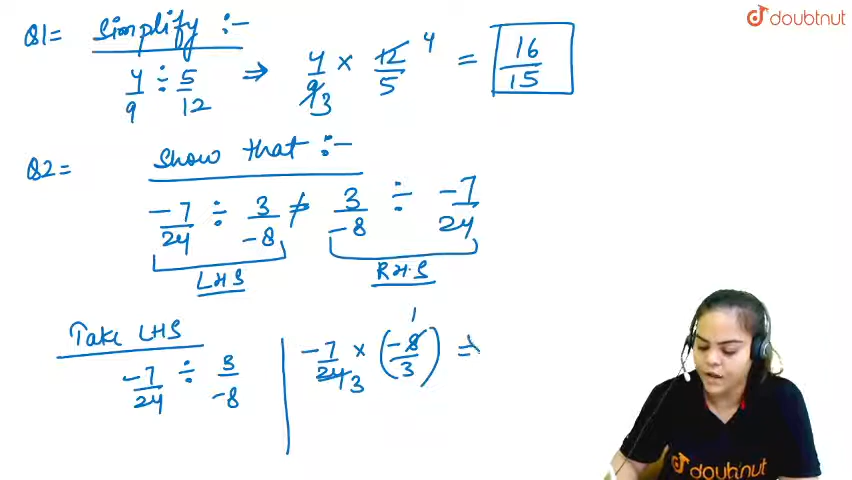 doubtnut
Q1= Simplify :-
4/9 ÷ 5/12 ⇒ 4/9 3 × 12/5 4 = 16/15
Q2= Show that :-
-7/24 ÷ 3/-8 ≠ 3/-8 ÷ -7/24
LHS RHS
Take LHS
-7/24 ÷ 3/-8 | -7/24 3 × (-8/3) 1 ⇒
doubtnut